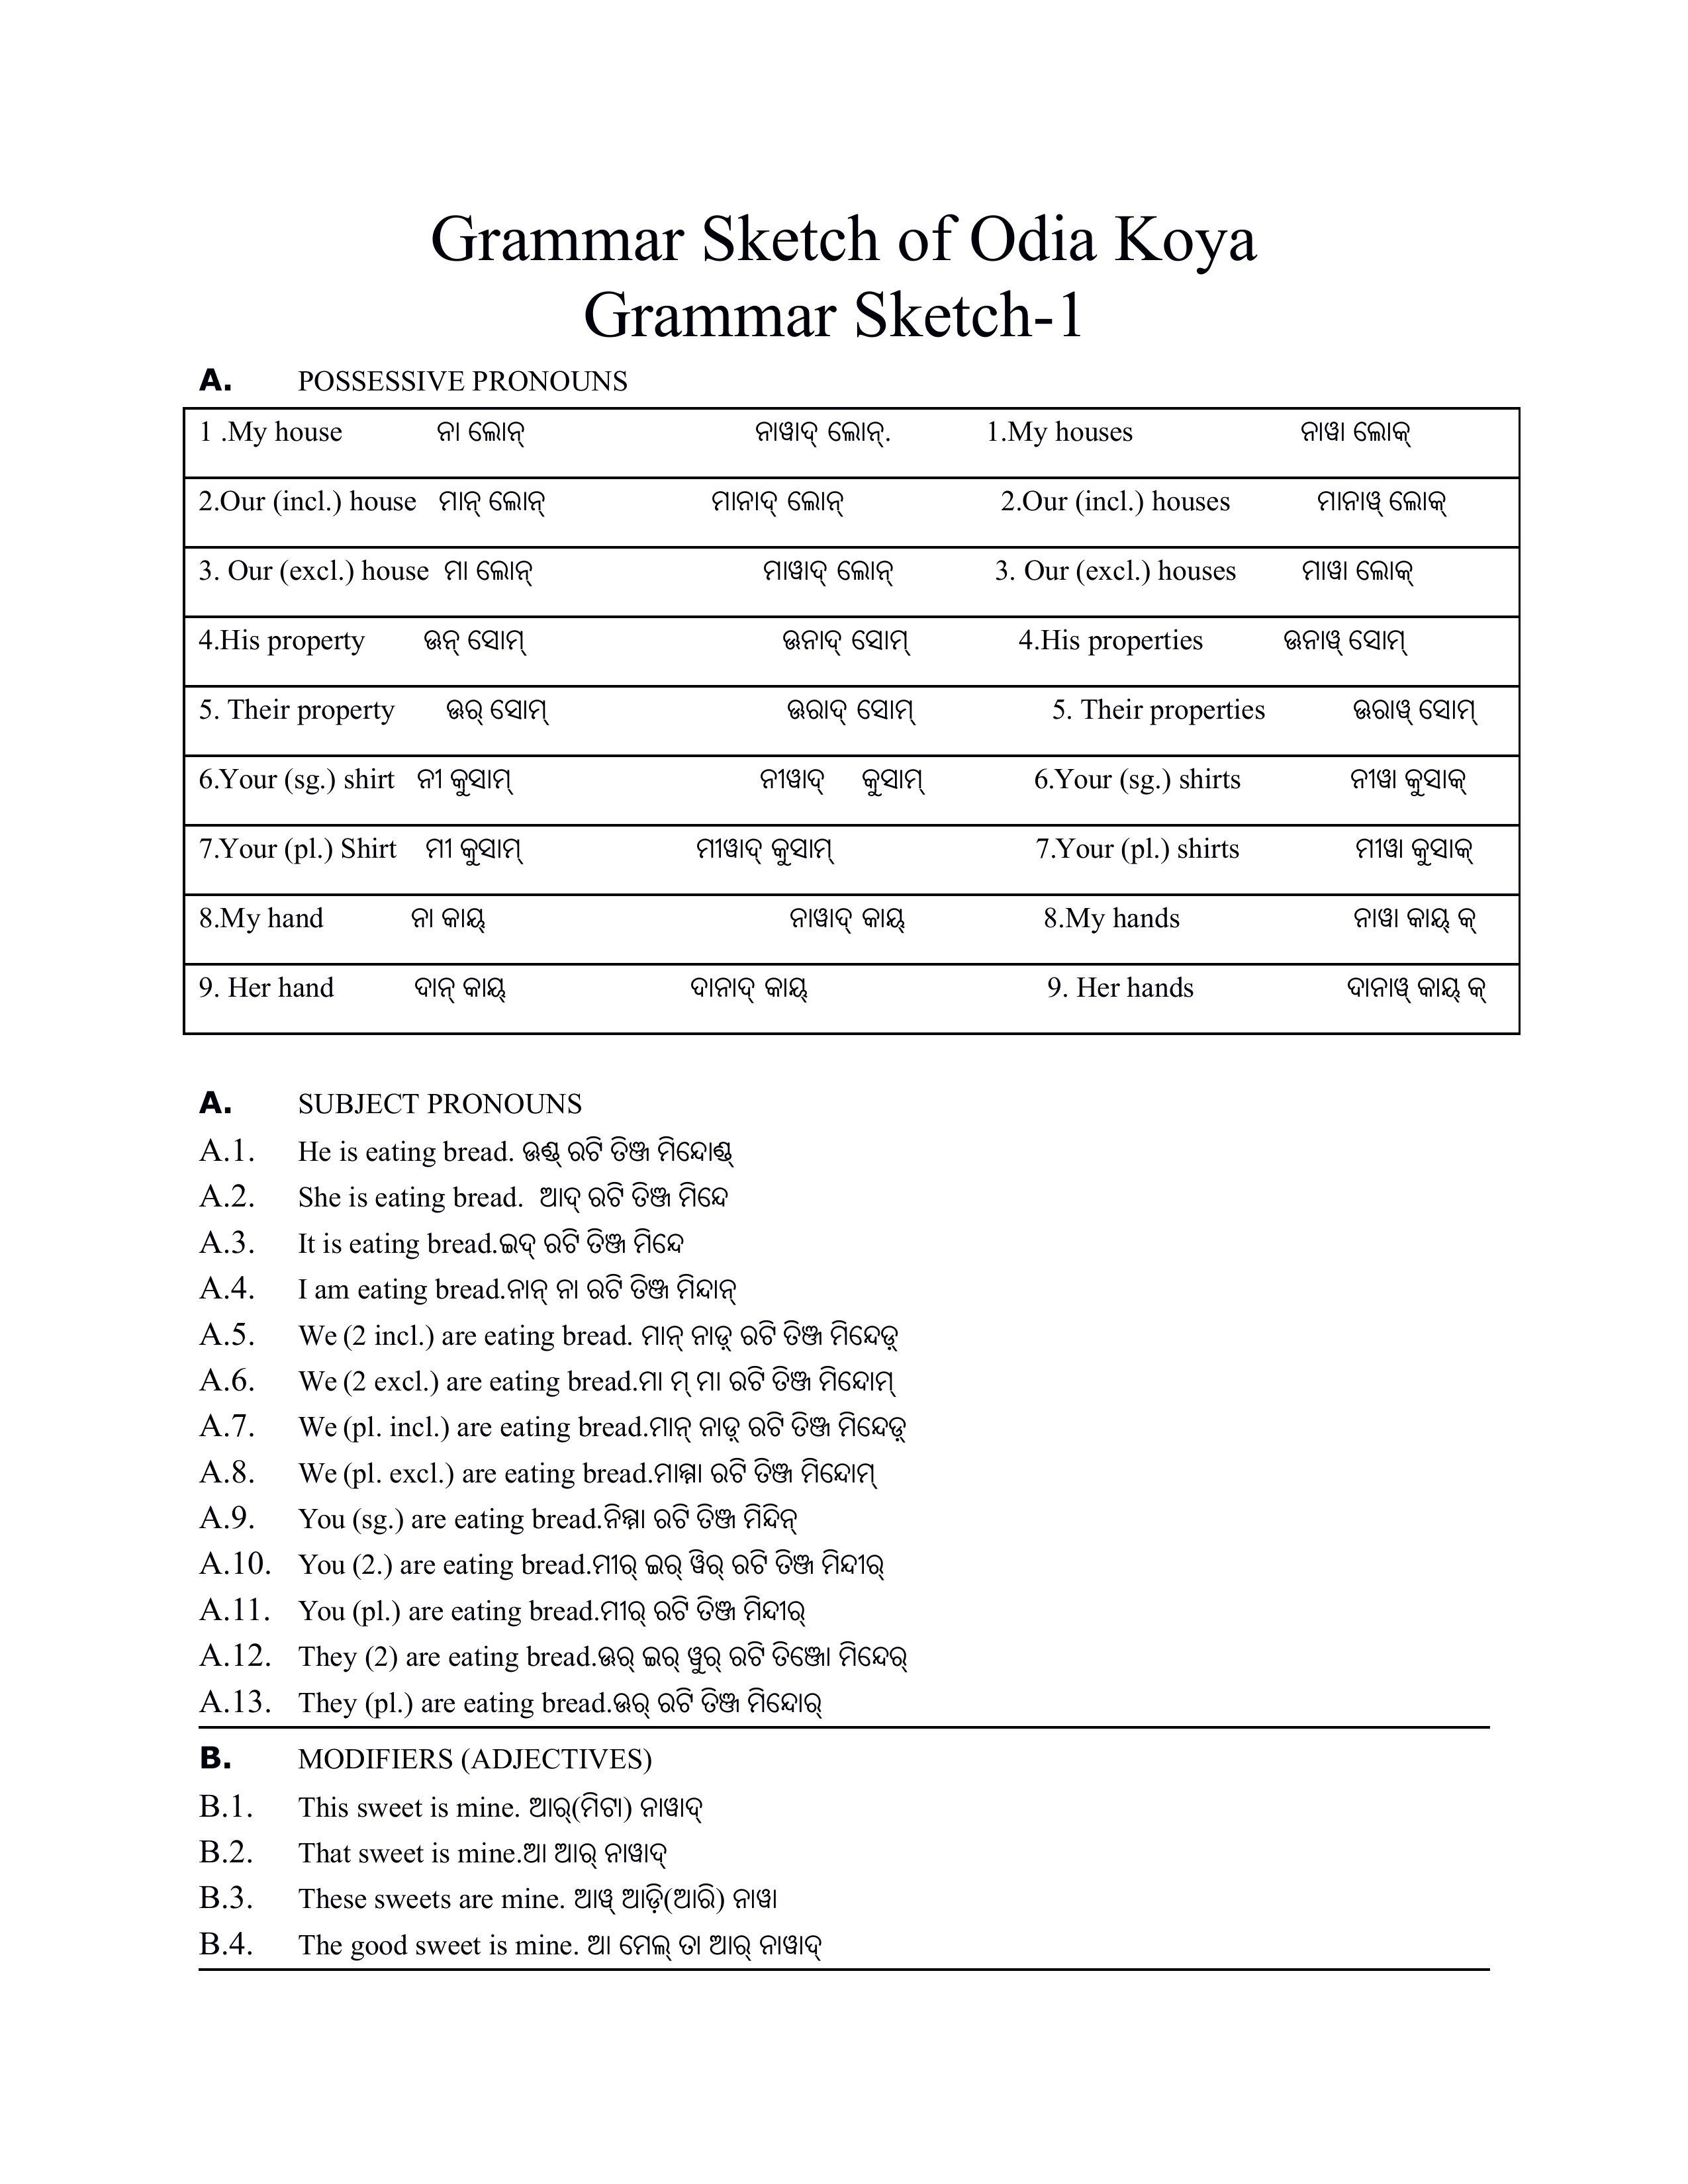 Grammar Sketch of Odia Koya
Grammar Sketch-1
A. POSSESSIVE PRONOUNS
1 .My house ନା ଲୋନ୍ ନାୱାଦ୍ ଲୋନ୍. 1.My houses ନାୱା ଲୋକ୍
2.Our (incl.) house ମାନ୍ ଲୋନ୍ ମାନାଦ୍ ଲୋନ୍ 2.Our (incl.) houses ମାନାୱ୍ ଲୋକ୍
3. Our (excl.) house ମା ଲୋନ୍ ମାୱାଦ୍ ଲୋନ୍ 3. Our (excl.) houses ମାୱା ଲୋକ୍
4.His property ଊନ୍ ସୋମ୍ ଊନାଦ୍ ସୋମ୍ 4.His properties ଊନାୱ୍ ସୋମ୍
5. Their property ଊର୍ ସୋମ୍ ଊରାଦ୍ ସୋମ୍ 5. Their properties ଊରାୱ୍ ସୋମ୍
6.Your (sg.) shirt ନୀ କୁସାମ୍ ନୀୱାଦ୍ କୁସାମ୍ 6.Your (sg.) shirts ନୀୱା କୁସାକ୍
7.Your (pl.) Shirt ମୀ କୁସାମ୍ ମୀୱାଦ୍ କୁସାମ୍ 7.Your (pl.) shirts ମୀୱା କୁସାକ୍
8.My hand ନା କାୟ୍ ନାୱାଦ୍ କାୟ୍ 8.My hands ନାୱା କାୟ୍ କ୍
9. Her hand ଦାନ୍ କାୟ୍ ଦାନାଦ୍ କାୟ୍ 9. Her hands ଦାନାୱ୍ କାୟ୍ କ୍
A. SUBJECT PRONOUNS
A.1. He is eating bread. ଊଣ୍ଡ୍ ରଟି ତିଞ୍ଜ ମିନ୍ଦୋଣ୍ଡ୍
A.2. She is eating bread. ଆଦ୍ ରଟି ତିଞ୍ଜ ମିନ୍ଦେ
A.3. It is eating bread.ଇଦ୍ ରଟି ତିଞ୍ଜ ମିନ୍ଦେ
A.4. I am eating bread.ନାନ୍ ନା ରଟି ତିଞ୍ଜ ମିନ୍ଦାନ୍
A.5. We (2 incl.) are eating bread. ମାନ୍ ନାଡ଼୍ ରଟି ତିଞ୍ଜ ମିନ୍ଦେଡ଼୍
A.6. We (2 excl.) are eating bread.ମା ମ୍ ମା ରଟି ତିଞ୍ଜ ମିନ୍ଦୋମ୍
A.7. We (pl. incl.) are eating bread.ମାନ୍ ନାଡ଼୍ ରଟି ତିଞ୍ଜ ମିନ୍ଦେଡ଼୍
A.8. We (pl. excl.) are eating bread.ମାମ୍ମା ରଟି ତିଞ୍ଜ ମିନ୍ଦୋମ୍
A.9. You (sg.) are eating bread.ନିମ୍ମା ରଟି ତିଞ୍ଜ ମିନ୍ଦିନ୍
A.10. You (2.) are eating bread.ମୀର୍ ଇର୍ ୱିର୍ ରଟି ତିଞ୍ଜ ମିନ୍ଦୀର୍
A.11. You (pl.) are eating bread.ମୀର୍ ରଟି ତିଞ୍ଜ ମିନ୍ଦୀର୍
A.12. They (2) are eating bread.ଊର୍ ଇର୍ ୱୁର୍ ରଟି ତିଞ୍ଜୋ ମିନ୍ଦେର୍
A.13. They (pl.) are eating bread.ଊର୍ ରଟି ତିଞ୍ଜ ମିନ୍ଦୋର୍
B. MODIFIERS (ADJECTIVES)
B.1. This sweet is mine. ଆର୍(ମିଟା) ନାୱାଦ୍
B.2. That sweet is mine.ଆ ଆର୍ ନାୱାଦ୍
B.3. These sweets are mine. ଆୱ୍ ଆଡ଼ି(ଆରି) ନାୱା
B.4. The good sweet is mine. ଆ ମେଲ୍ ତା ଆର୍ ନାୱାଦ୍